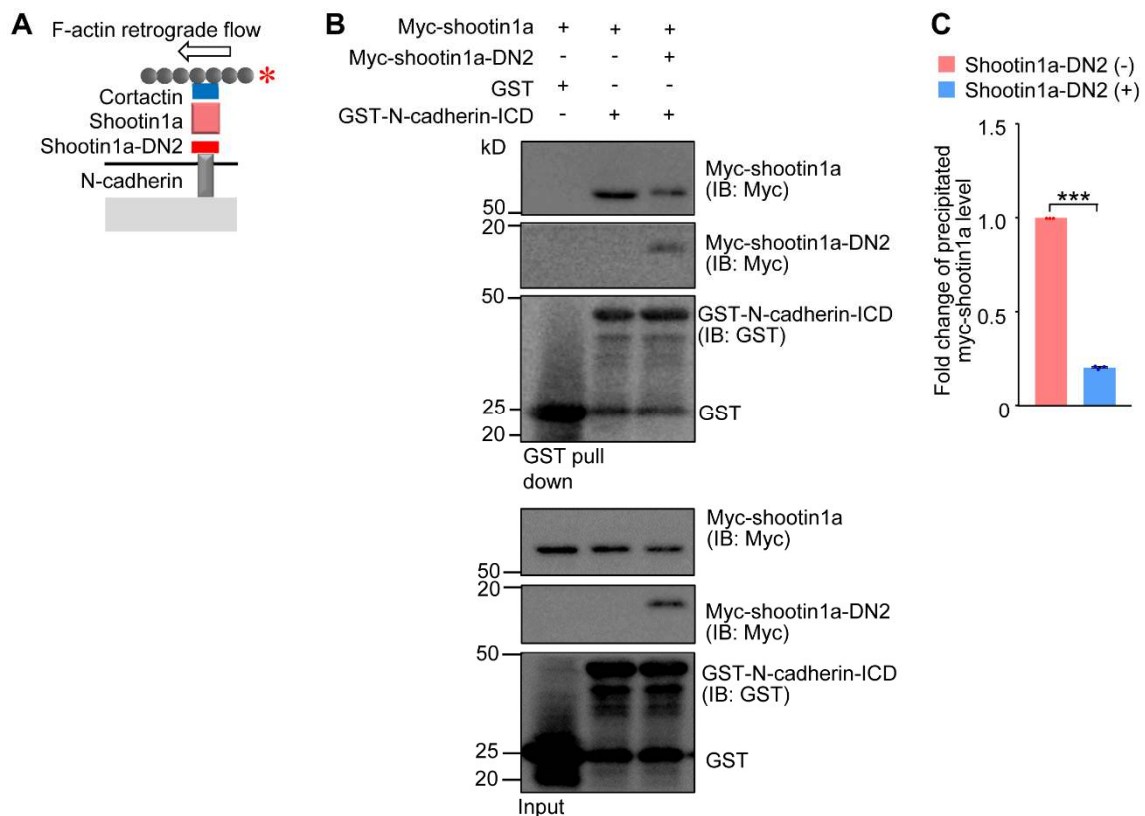 A
F-actin retrograde flow
*
Cortactin
Shootin1a
Shootin1a-DN2
N-cadherin
B
Myc-shootin1a + + +
Myc-shootin1a-DN2 - - +
GST + - -
GST-N-cadherin-ICD - + +
kD
50
Myc-shootin1a
(IB: Myc)
20
Myc-shootin1a-DN2
(IB: Myc)
50
GST-N-cadherin-ICD
(IB: GST)
25
GST
20
GST pull
down
Myc-shootin1a
(IB: Myc)
50
20
Myc-shootin1a-DN2
(IB: Myc)
50
GST-N-cadherin-ICD
(IB: GST)
25
GST
20
Input
C
Shootin1a-DN2 (-)
Shootin1a-DN2 (+)
Fold change of precipitated
myc-shootin1a level
1.5
1.0
0.5
0
***